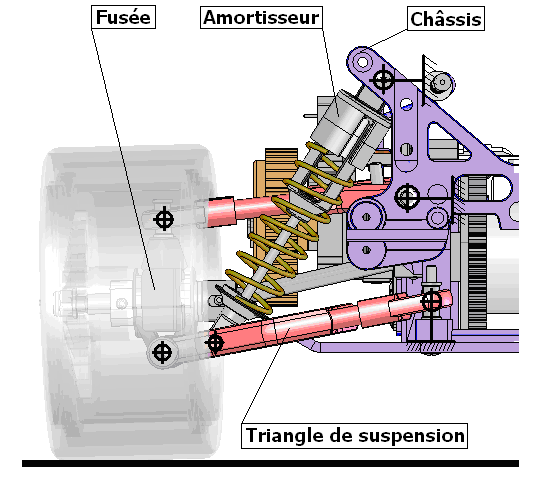 Fusée
Amortisseur
Châssis
Triangle de suspension